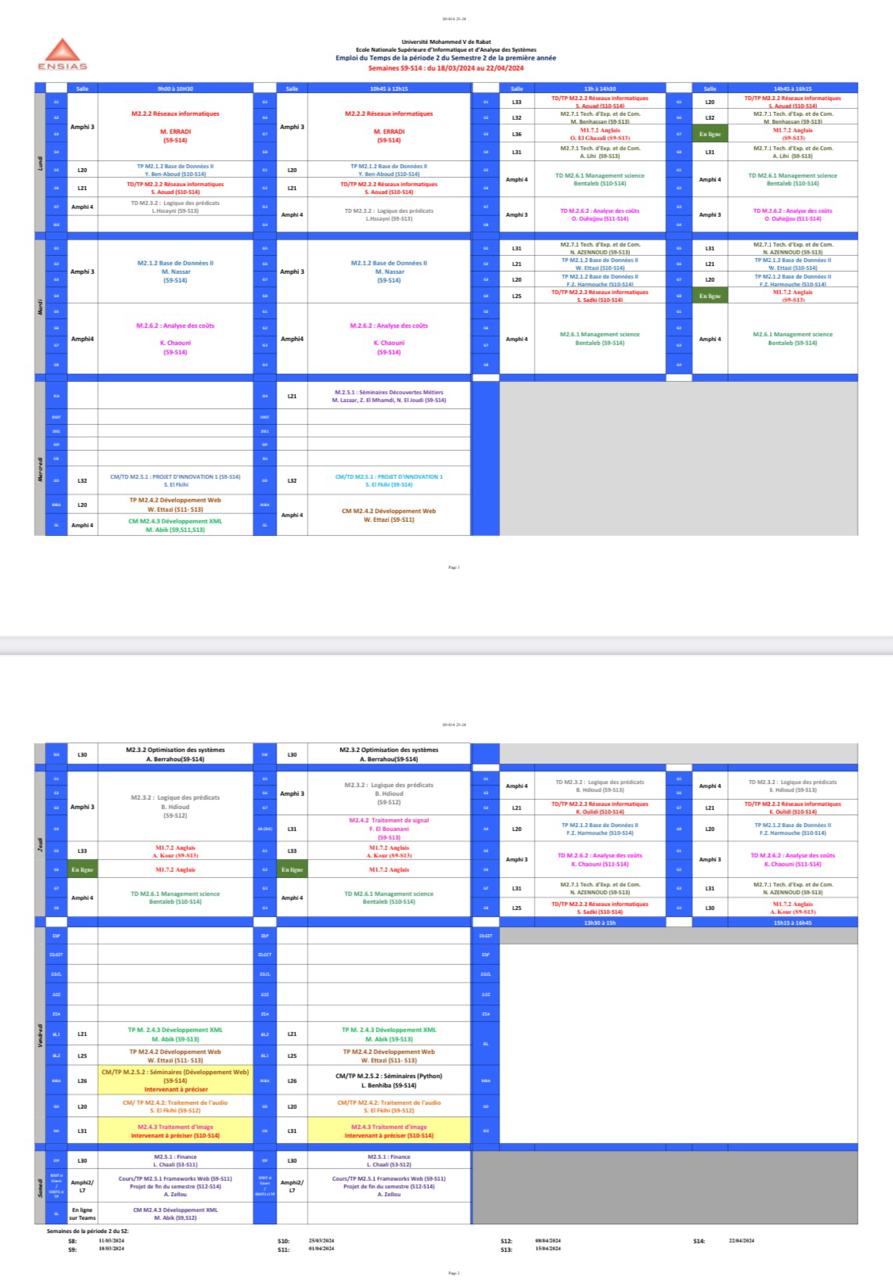 S9-S14 23-24
ENSIAS
Université Mohammed V de Rabat
Ecole Nationale Supérieure d'Informatique et d'Analyse des Systèmes
Emploi du Temps de la période 2 du Semestre 2 de la première année
Semaines S9-S14 : du 18/03/2024 au 22/04/2024
Salle 9h00 à 10H30 Salle 10h45 à 12h15 Salle 13h à 14h30 Salle 14h45 à 16h15
Lundi
Amphi 3
M2.2.2 Réseaux informatiques
M. ERRADI
(S9-S14)
Amphi 3
M2.2.2 Réseaux informatiques
M. ERRADI
(S9-S14)
L33 TD/TP M2.2.2 Réseaux informatiques
S. Aouad (S10-S14)
L20 TD/TP M2.2.2 Réseaux informatiques
S. Aouad (S10-S14)
L32 M2.7.1 Tech. d'Exp. et de Com.
M. Benhassan (S9-S13)
L32 M2.7.1 Tech. d'Exp. et de Com.
M. Benhassan (S9-S13)
L36 M1.7.2 Anglais
O. El Ghazali (S9-S13)
En ligne M1.7.2 Anglais
(S9-S13)
L31 M2.7.1 Tech. d'Exp. et de Com.
A. Lihi (S9-S13)
L31 M2.7.1 Tech. d'Exp. et de Com.
A. Lihi (S9-S13)
L20 TP M2.1.2 Base de Données II
Y. Ben-Aboud (S10-S14)
L20 TP M2.1.2 Base de Données II
Y. Ben-Aboud (S10-S14)
Amphi 4 TD M2.6.1 Management science
Bentaleb (S10-S14)
Amphi 4 TD M2.6.1 Management science
Bentaleb (S10-S14)
L21 TD/TP M2.2.2 Réseaux informatiques
S. Aouad (S10-S14)
L21 TD/TP M2.2.2 Réseaux informatiques
S. Aouad (S10-S14)
Amphi 4 TD M2.3.2 : Logique des prédicats
(S9-S13)
Amphi 4 TD M2.3.2 : Logique des prédicats
(S9-S13)
Amphi 3 TD M.2.6.2 : Analyse des coûts
O. Ouhejjou (S11-S14)
Amphi 3 TD M.2.6.2 : Analyse des coûts
O. Ouhejjou (S11-S14)
Mardi
Amphi 3
M2.1.2 Base de Données II
M. Nassar
(S9-S14)
Amphi 3
M2.1.2 Base de Données II
M. Nassar
(S9-S14)
L31 M2.7.1 Tech. d'Exp. et de Com.
N. AZENNOUD (S9-S13)
L31 M2.7.1 Tech. d'Exp. et de Com.
N. AZENNOUD (S9-S13)
L21 TP M2.1.2 Base de Données II
W. Ettazi (S10-S14)
L21 TP M2.1.2 Base de Données II
W. Ettazi (S10-S14)
L20 TP M2.1.2 Base de Données II
F.Z. Harmouche (S10-S14)
L20 TP M2.1.2 Base de Données II
F.Z. Harmouche (S10-S14)
L25 TD/TP M2.2.2 Réseaux informatiques
S. Sadki (S10-S14)
En ligne M1.7.2 Anglais
(S9-S13)
Amphi4
M.2.6.2 : Analyse des coûts
K. Chaouni
(S9-S14)
Amphi4
M.2.6.2 : Analyse des coûts
K. Chaouni
(S9-S14)
Amphi 4
M2.6.1 Management science
Bentaleb (S9-S14)
Amphi 4
M2.6.1 Management science
Bentaleb (S9-S14)
Mercredi
L21 M.2.5.1 : Séminaires Découvertes Métiers
M. Lazaar, Z. El Mhamdi, N. El Joudi (S9-S14)
L32 CM/TD M2.5.1 : PROJET D'INNOVATION 1 (S9-S14)
S. El Fkihi
L32 CM/TD M2.5.1 : PROJET D'INNOVATION 1
S. El Fkihi (S9-S14)
L20 TP M2.4.2 Développement Web
W. Ettazi (S11- S13)
Amphi 4 CM M2.4.2 Développement Web
W. Ettazi (S9-S11)
Amphi 4 CM M2.4.3 Développement XML
M. Abik (S9,S11,S13)
Page 1
S9-S14 23-24
L30 M2.3.2 Optimisation des systèmes
A. Berrahou(S9-S14)
L30 M2.3.2 Optimisation des systèmes
A. Berrahou(S9-S14)
Jeudi
Amphi 3
M2.3.2 : Logique des prédicats
B. Hdioud
(S9-S12)
Amphi 3
M2.3.2 : Logique des prédicats
B. Hdioud
(S9-S12)
Amphi 4 TD M2.3.2 : Logique des prédicats
B. Hdioud (S9-S13)
Amphi 4 TD M2.3.2 : Logique des prédicats
B. Hdioud (S9-S13)
L21 TD/TP M2.2.2 Réseaux informatiques
K. Oulidi (S10-S14)
L21 TD/TP M2.2.2 Réseaux informatiques
K. Oulidi (S10-S14)
L31 M2.4.2 Traitement de signal
F. El Bouanani
(S9-S13)
L20 TP M2.1.2 Base de Données II
F.Z. Harmouche (S10-S14)
L20 TP M2.1.2 Base de Données II
F.Z. Harmouche (S10-S14)
L33 M1.7.2 Anglais
A. Kour (S9-S13)
L33 M1.7.2 Anglais
A. Kour (S9-S13)
Amphi 3 TD M.2.6.2 : Analyse des coûts
K. Chaouni (S11-S14)
Amphi 3 TD M.2.6.2 : Analyse des coûts
K. Chaouni (S11-S14)
En ligne M1.7.2 Anglais
En ligne M1.7.2 Anglais
Amphi 4 TD M2.6.1 Management science
Bentaleb (S10-S14)
Amphi 4 TD M2.6.1 Management science
Bentaleb (S10-S14)
L31 M2.7.1 Tech. d'Exp. et de Com.
N. AZENNOUD (S9-S13)
L31 M2.7.1 Tech. d'Exp. et de Com.
N. AZENNOUD (S9-S13)
L25 TD/TP M2.2.2 Réseaux informatiques
S. Sadki (S10-S14)
L30 M1.7.2 Anglais
A. Kour (S9-S13)
13h30 à 15h 15h15 à 16h45
Vendredi
L21 TP M. 2.4.3 Développement XML
M. Abik (S9-S13)
L21 TP M. 2.4.3 Développement XML
M. Abik (S9-S13)
L25 TP M2.4.2 Développement Web
W. Ettazi (S11- S13)
L25 TP M2.4.2 Développement Web
W. Ettazi (S11- S13)
L26 CM/TP M.2.5.2 : Séminaires (Développement Web)
(S9-S14)
Intervenant à préciser
L26 CM/TP M.2.5.2 : Séminaires (Python)
L. Benhiba (S9-S14)
L20 CM/ TP M2.4.2: Traitement de l'audio
S. El Fkihi (S9-S12)
L20 CM/TP M2.4.2: Traitement de l'audio
S. El Fkihi (S9-S12)
L31 M2.4.3 Traitement d'image
Intervenant à préciser (S10-S14)
L31 M2.4.3 Traitement d'image
Intervenant à préciser (S10-S14)
Samedi
L30 M2.5.1 : Finance
L. Chaali (S3-S11)
L30 M2.5.1 : Finance
L. Chaali (S3-S12)
Amphi2/
L7
Amphi2/
L7
Cours/TP M2.5.1 Frameworks Web (S9-S11)
Projet de fin du semestre (S12-S14)
A. Zellou
En ligne
sur Teams
CM M2.4.3 Développement XML
M. Abik (S9,S12)
Semaines de la période 2 du S2:
S8: 11/03/2024 S10: 25/03/2024 S12: 08/04/2024 S14: 22/04/2024
S9: 18/03/2024 S11: 01/04/2024 S13: 15/04/2024
Page 2